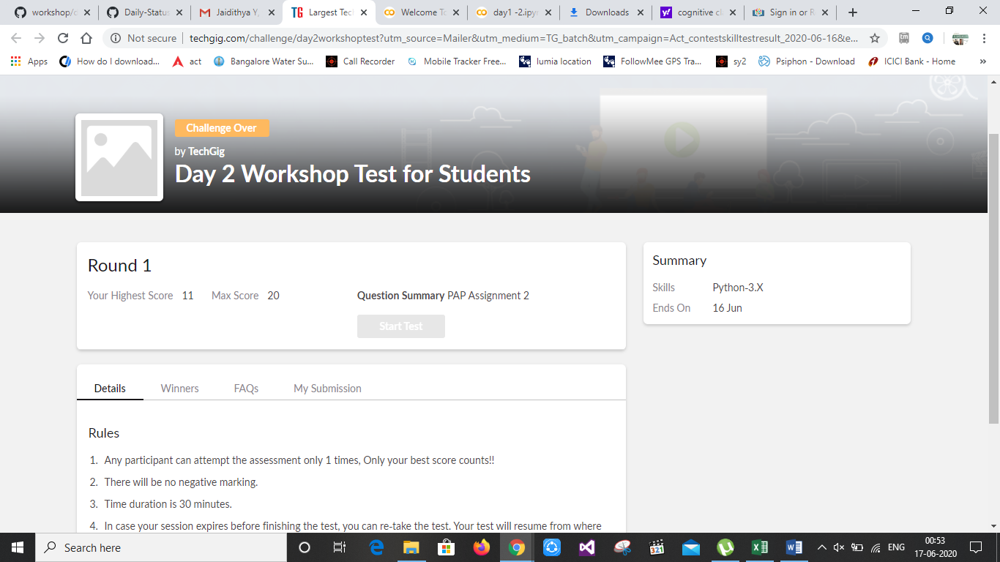 workshop/d
Daily-Status
Jaidithya Y,
TG Largest Tech
Welcome To
day1 -2.ipy
Downloads
cognitive cl
Sign in or R
Not secure techgig.com/challenge/day2workshoptest?utm_source=Mailer&utm_medium=TG_batch&utm_campaign=Act_contestskilltestresult_2020-06-16&e...
Apps
How do I download...
act
Bangalore Water Su...
Call Recorder
Mobile Tracker Free...
lumia location
FollowMee GPS Tra...
sy2
Psiphon - Download
ICICI Bank - Home
»
Challenge Over
by TechGig
Day 2 Workshop Test for Students
Round 1
Your Highest Score 11 Max Score 20
Question Summary PAP Assignment 2
Start Test
Summary
Skills Python-3.X
Ends On 16 Jun
Details Winners FAQs My Submission
Rules
1. Any participant can attempt the assessment only 1 times, Only your best score counts!!
2. There will be no negative marking.
3. Time duration is 30 minutes.
4. In case your session expires before finishing the test, you can re-take the test. Your test will resume from where
Search here
321
ENG
00:53
17-06-2020